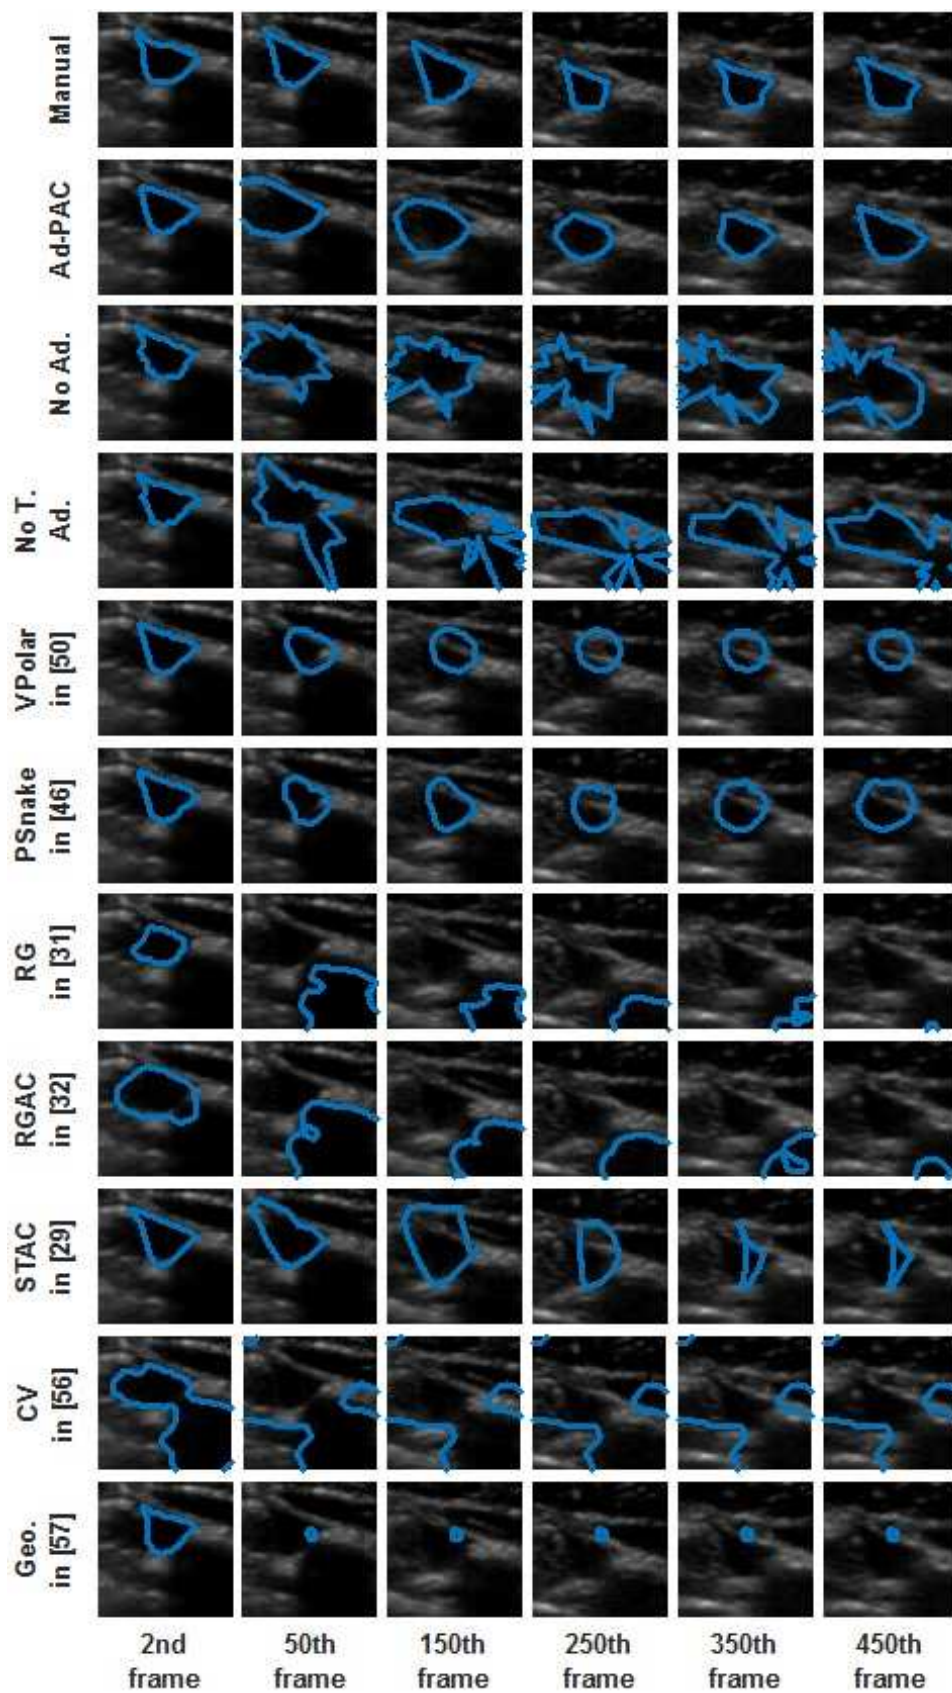 Manual
Ad-PAC
No Ad.
No T.
Ad.
VPolar
in [50]
PSnake
in [46]
RG
in [31]
RGAC
in [32]
STAC
in [29]
CV
in [56]
Geo.
in [57]
2nd
frame
50th
frame
150th
frame
250th
frame
350th
frame
450th
frame